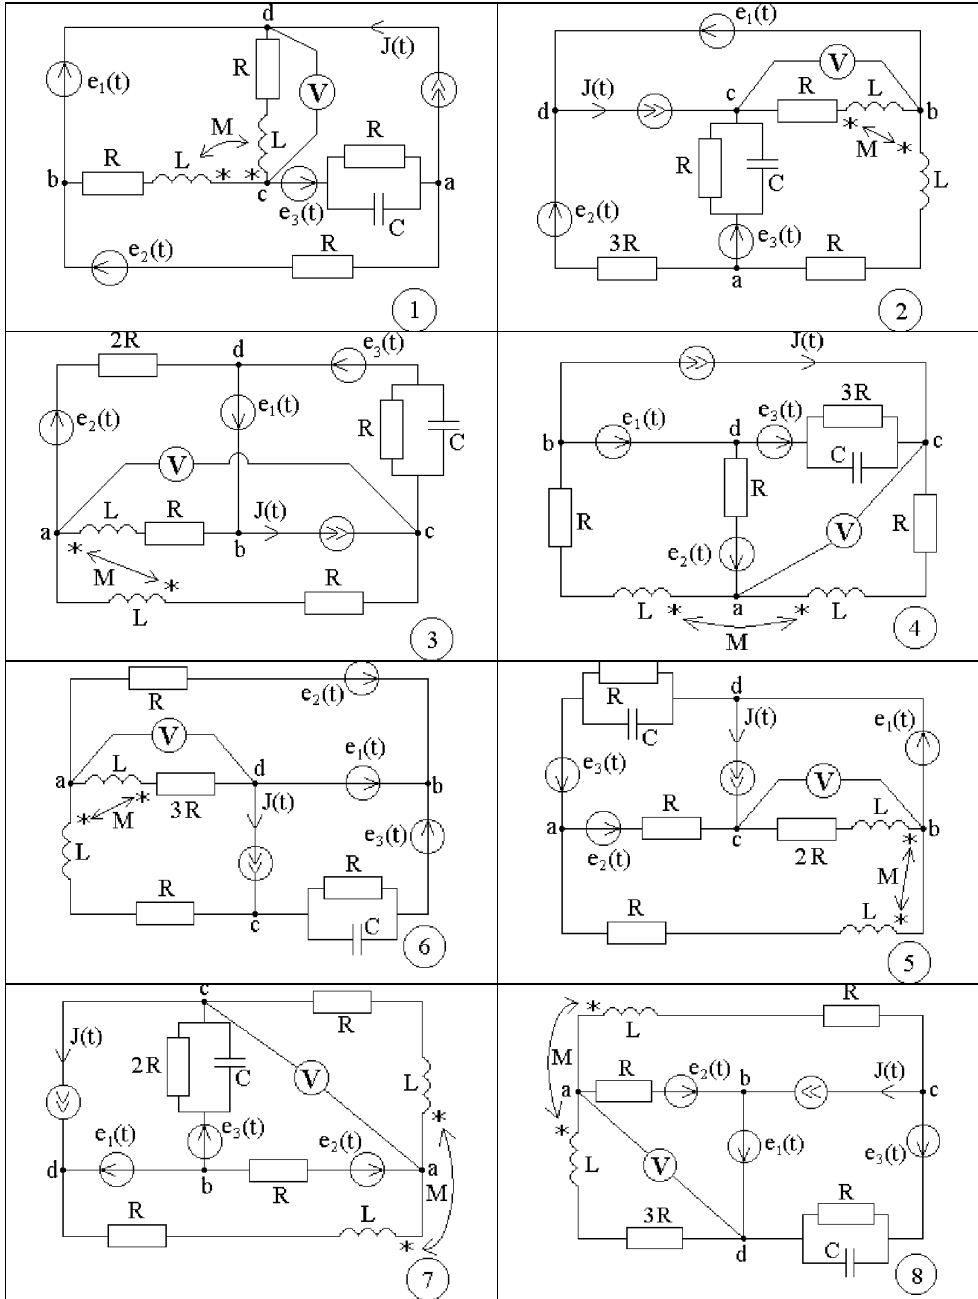 d
J(t)
R
e₁(t)
V
M
L
R
L
R
b
* *
c
a
e₃(t)
C
e₂(t)
R
1
e₁(t)
V
c
L
d
J(t)
R
b
*
M
*
R
C
L
e₂(t)
e₃(t)
3R
R
a
2
2R
d
e₃(t)
e₁(t)
e₂(t)
R
C
V
L
R
J(t)
a
b
c
*
M
*
R
L
3
J(t)
3R
e₁(t)
e₃(t)
b
d
c
C
R
R
R
V
e₂(t)
L
*
a
*
L
M
4
R
e₂(t)
V
L
d
e₁(t)
a
b
*
M
*
3R
J(t)
L
e₃(t)
R
R
c
C
6
R
d
C
J(t)
e₁(t)
e₃(t)
V
R
L
a
c
b
e₂(t)
2R
*
M
R
L
*
5
c
J(t)
R
2R
C
V
L
*
e₁(t)
e₃(t)
e₂(t)
d
b
R
a
M
R
L
*
7
*
R
L
M
e₂(t)
J(t)
a
R
b
c
*
e₁(t)
e₃(t)
L
V
R
3R
d
C
8